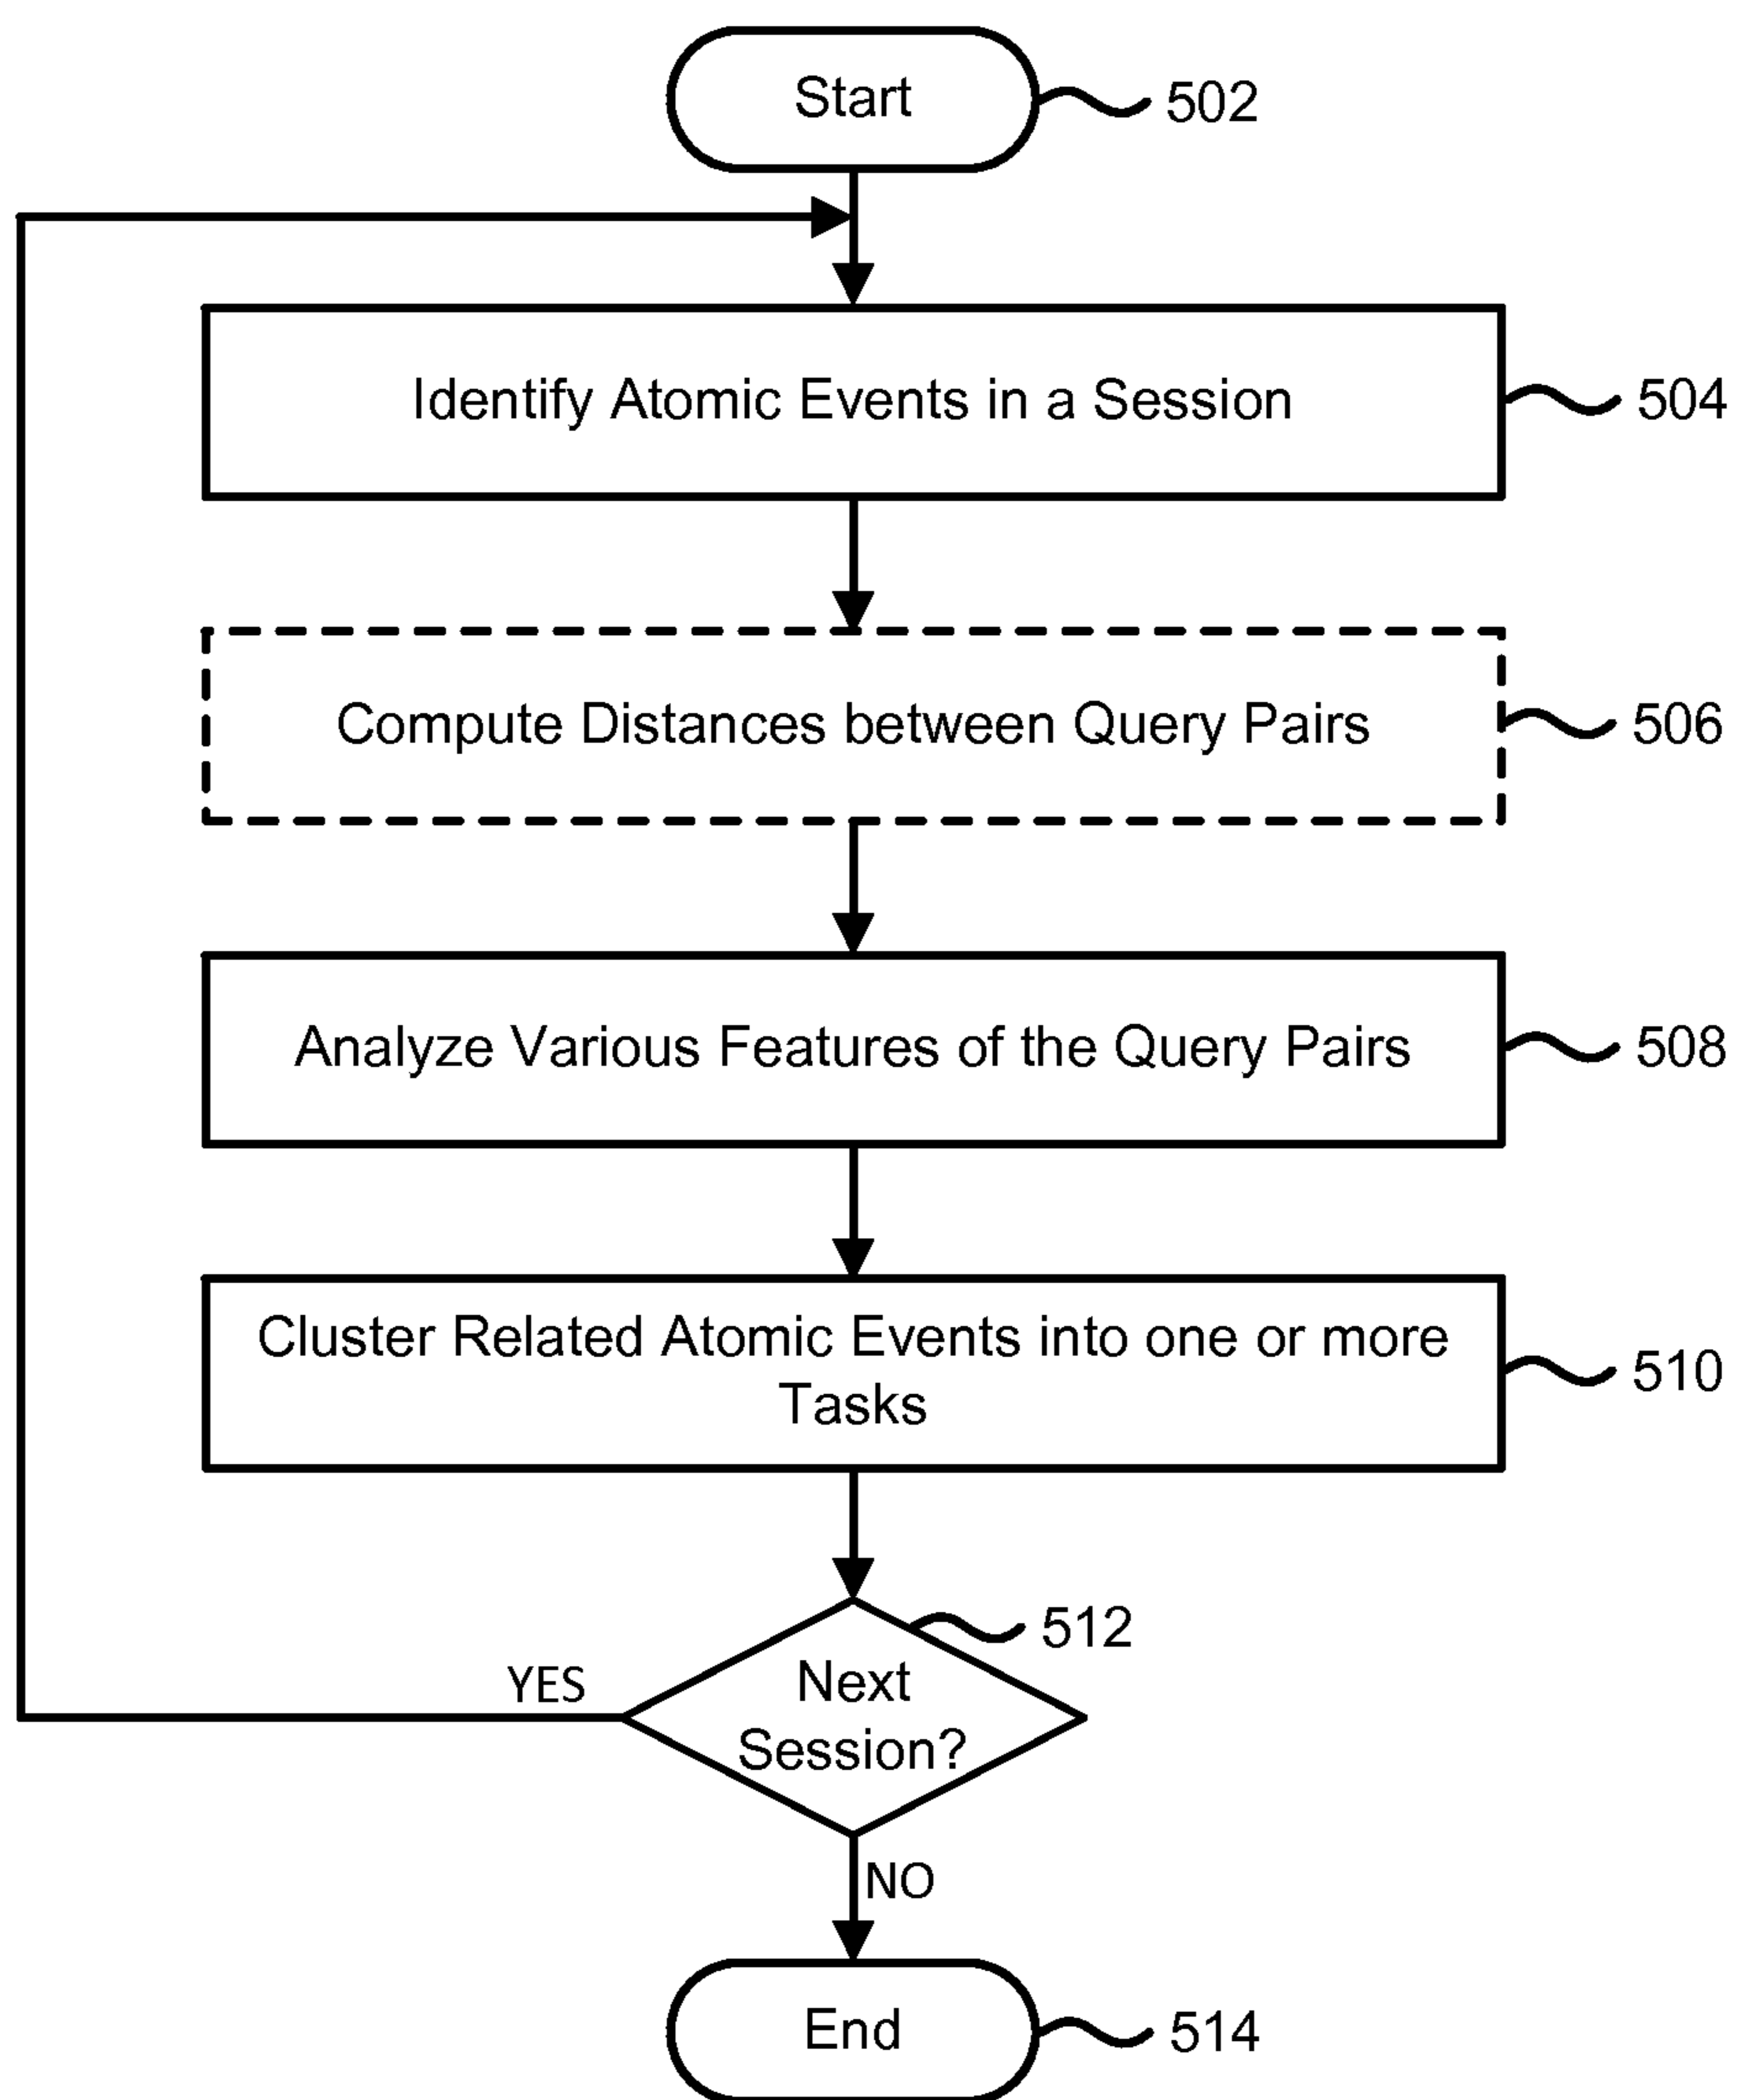 Start
502
Identify Atomic Events in a Session
504
Compute Distances between Query Pairs
506
Analyze Various Features of the Query Pairs
508
Cluster Related Atomic Events into one or more
Tasks
510
512
Next
Session?
YES
NO
End
514